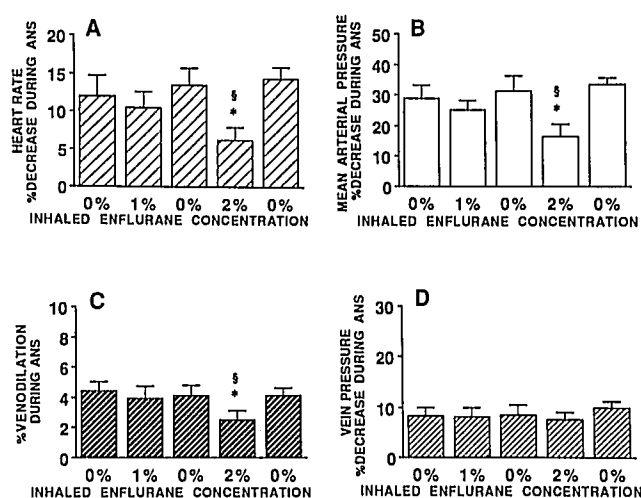 A
HEART RATE
%DECREASE DURING ANS
20
15
10
5
0
§
*
0% 1% 0% 2% 0%
INHALED ENFLURANE CONCENTRATION
B
MEAN ARTERIAL PRESSURE
%DECREASE DURING ANS
50
40
30
20
10
0
§
*
0% 1% 0% 2% 0%
INHALED ENFLURANE CONCENTRATION
C
%VENODILATION
DURING ANS
10
8
6
4
2
0
§
*
0% 1% 0% 2% 0%
INHALED ENFLURANE CONCENTRATION
D
VEIN PRESSURE
%DECREASE DURING ANS
30
20
10
0
0% 1% 0% 2% 0%
INHALED ENFLURANE CONCENTRATION